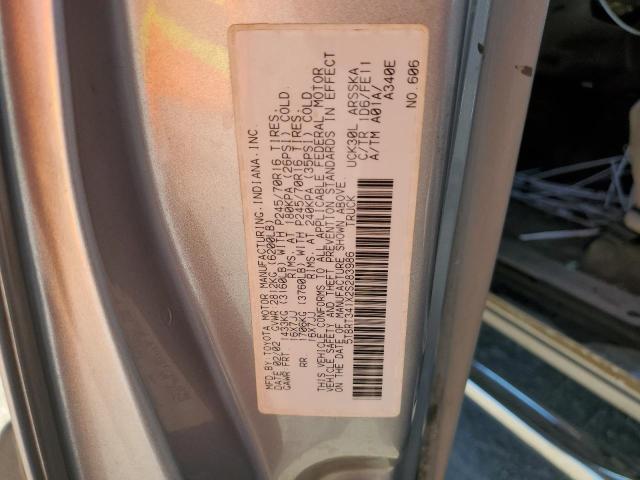 MFD.BY:TOYOTA MOTOR MANUFACTURING,INDIANA,INC.
DATE: 02/02 GVWR:2812KG (6200LB)
GAWR FRT 1433KG (3160LB) WITH P245/70R16 TIRES,
16X7JJ RIMS, AT 180KPA (26PSI) COLD
RR 1706KG (3760LB) WITH P245/70R16 TIRES,
16X7JJ RIMS, AT 240KPA (35PSI) COLD
THIS VEHICLE CONFORMS TO ALL APPLICABLE FEDERAL MOTOR
VEHICLE SAFETY AND THEFT PREVENTION STANDARDS IN EFFECT
ON THE DATE OF MANUFACTURE SHOWN ABOVE.
5TBRT341X2S283966 TRUCK
UCK30L ARSSKA
C/TR 1D6/FE11
A/TM A01A/
A340E
NO.606